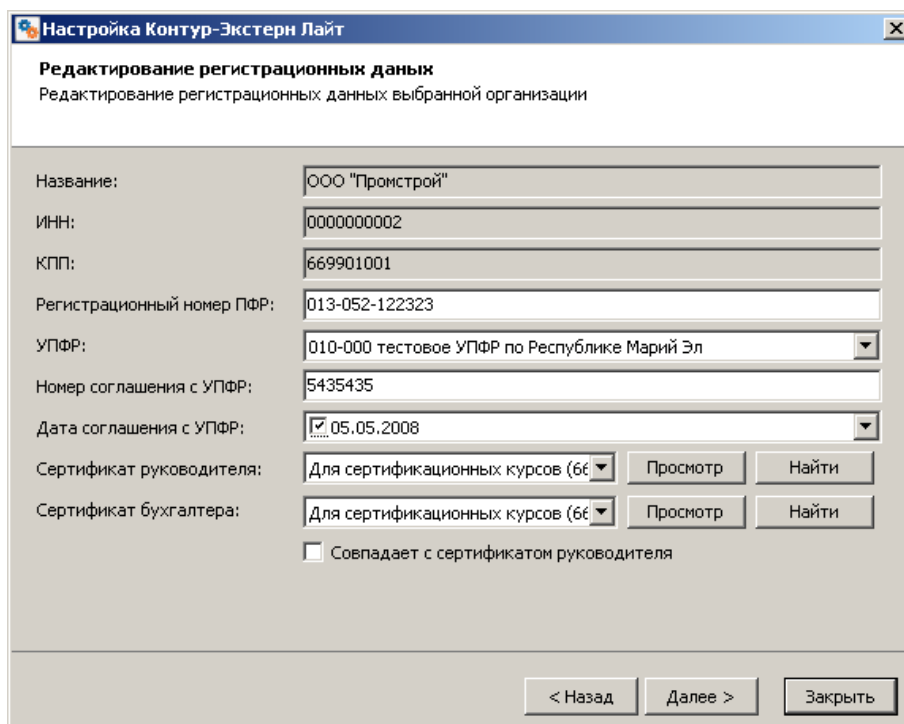 Настройка Контур-Экстерн Лайт
Редактирование регистрационных даных
Редактирование регистрационных данных выбранной организации
Название: ООО "Промстрой"
ИНН: 0000000002
КПП: 669901001
Регистрационный номер ПФР: 013-052-122323
УПФР: 010-000 тестовое УПФР по Республике Марий Эл
Номер соглашения с УПФР: 5435435
Дата соглашения с УПФР: 05.05.2008
Сертификат руководителя: Для сертификационных курсов (66 Просмотр Найти
Сертификат бухгалтера: Для сертификационных курсов (66 Просмотр Найти
Совпадает с сертификатом руководителя
< Назад Далее > Закрыть